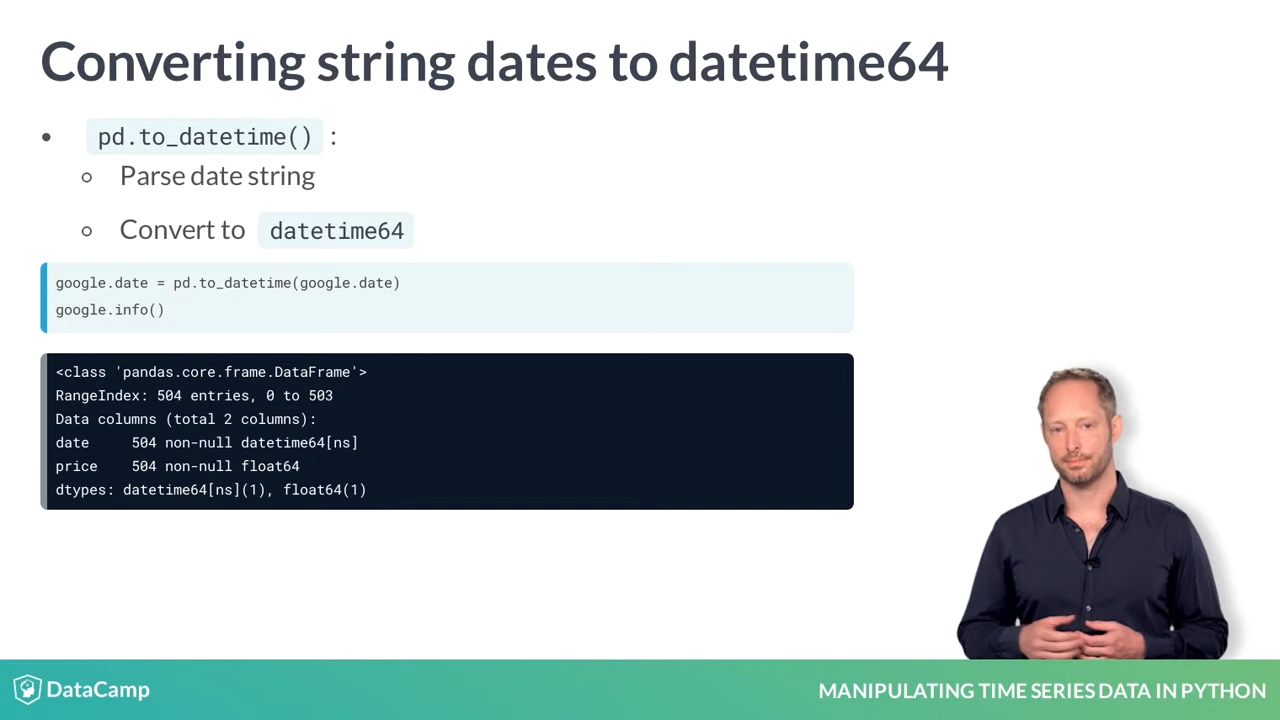 Converting string dates to datetime64
• pd.to_datetime() :
○ Parse date string
○ Convert to datetime64
google.date = pd.to_datetime(google.date)
google.info()
<class 'pandas.core.frame.DataFrame'>
RangeIndex: 504 entries, 0 to 503
Data columns (total 2 columns):
date     504 non-null datetime64[ns]
price    504 non-null float64
dtypes: datetime64[ns](1), float64(1)
DataCamp
MANIPULATING TIME SERIES DATA IN PYTHON